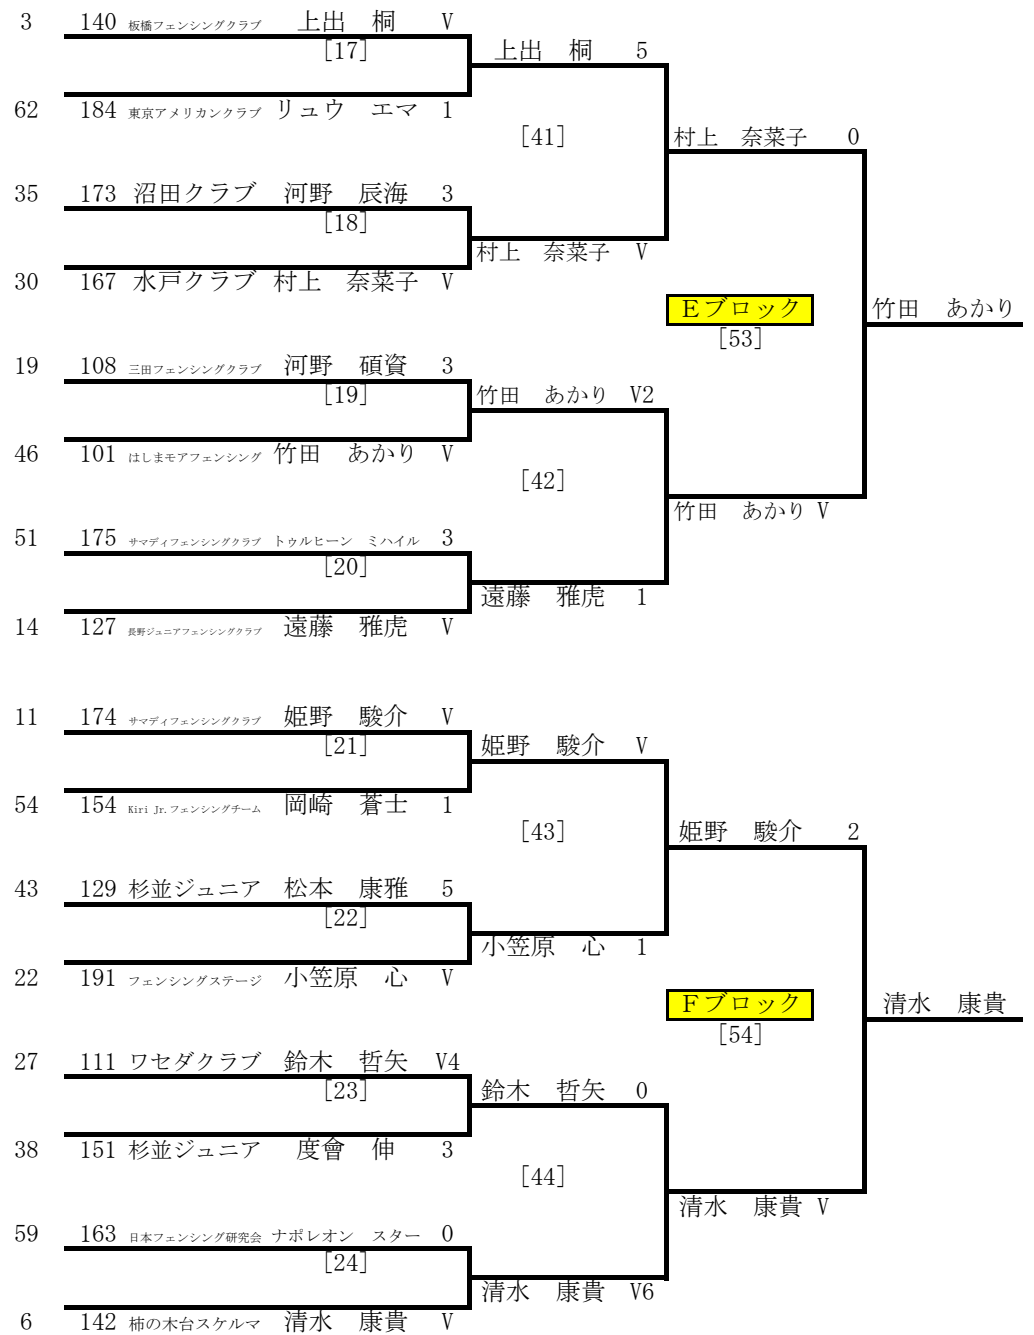 3 140 板橋フェンシングクラブ 上出　桐 V
[17]
上出　桐 5
62 184 東京アメリカンクラブ リュウ　エマ 1
[41]
村上　奈菜子 0
35 173 沼田クラブ 河野　辰海 3
[18]
村上　奈菜子 V
30 167 水戸クラブ 村上　奈菜子 V
Ｅブロック
竹田　あかり
[53]
19 108 三田フェンシングクラブ 河野　碩資 3
[19]
竹田　あかり V2
46 101 はしまモアフェンシング 竹田　あかり V
[42]
竹田　あかり V
51 175 サマディフェンシングクラブ トゥルヒーン　ミハイル 3
[20]
遠藤　雅虎 1
14 127 長野ジュニアフェンシングクラブ 遠藤　雅虎 V
11 174 サマディフェンシングクラブ 姫野　駿介 V
[21]
姫野　駿介 V
54 154 Kiri Jr.フェンシングチーム 岡崎　蒼士 1
[43]
姫野　駿介 2
43 129 杉並ジュニア 松本　康雅 5
[22]
小笠原　心 1
22 191 フェンシングステージ 小笠原　心 V
Ｆブロック
清水　康貴
[54]
27 111 ワセダクラブ 鈴木　哲矢 V4
[23]
鈴木　哲矢 0
38 151 杉並ジュニア 度會　伸 3
[44]
清水　康貴 V
59 163 日本フェンシング研究会 ナポレオン　スター 0
[24]
清水　康貴 V6
6 142 柿の木台スケルマ 清水　康貴 V